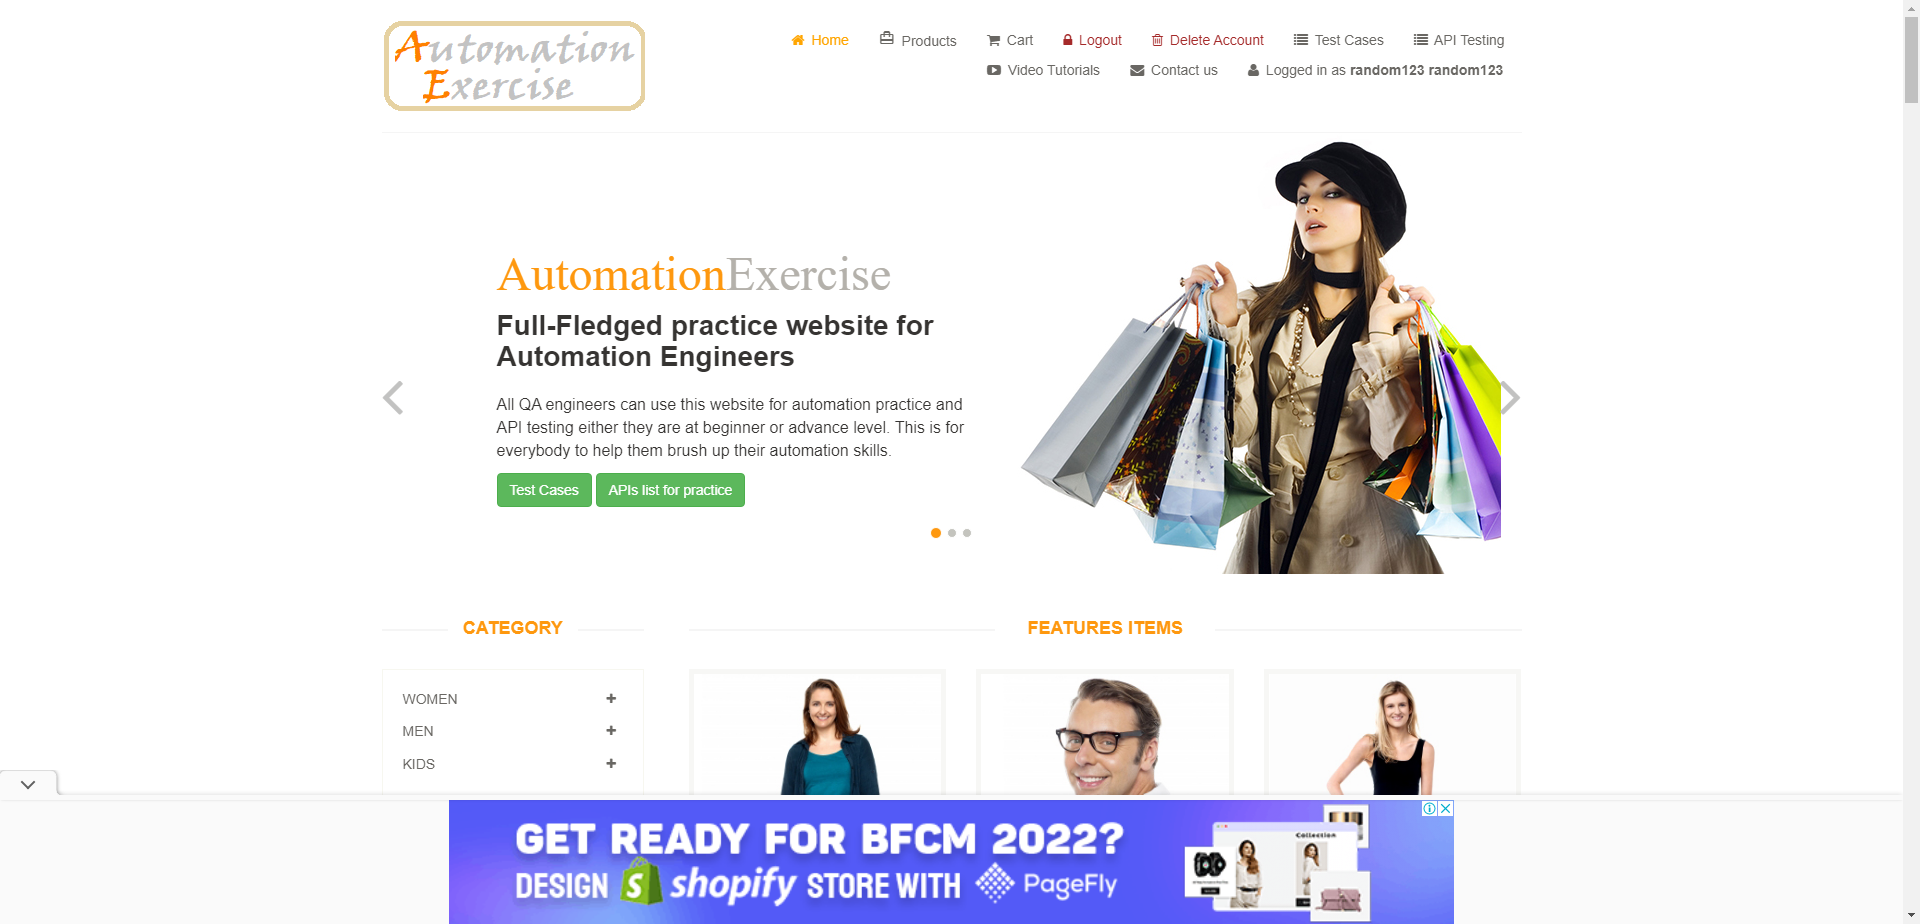 Automation
Exercise
Home Products Cart Logout Delete Account Test Cases API Testing
Video Tutorials Contact us Logged in as random123 random123
AutomationExercise
Full-Fledged practice website for
Automation Engineers
All QA engineers can use this website for automation practice and
API testing either they are at beginner or advance level. This is for
everybody to help them brush up their automation skills.
Test Cases APIs list for practice
CATEGORY
FEATURES ITEMS
WOMEN
MEN
KIDS
GET READY FOR BFCM 2022?
DESIGN shopify STORE WITH PageFly
Collection